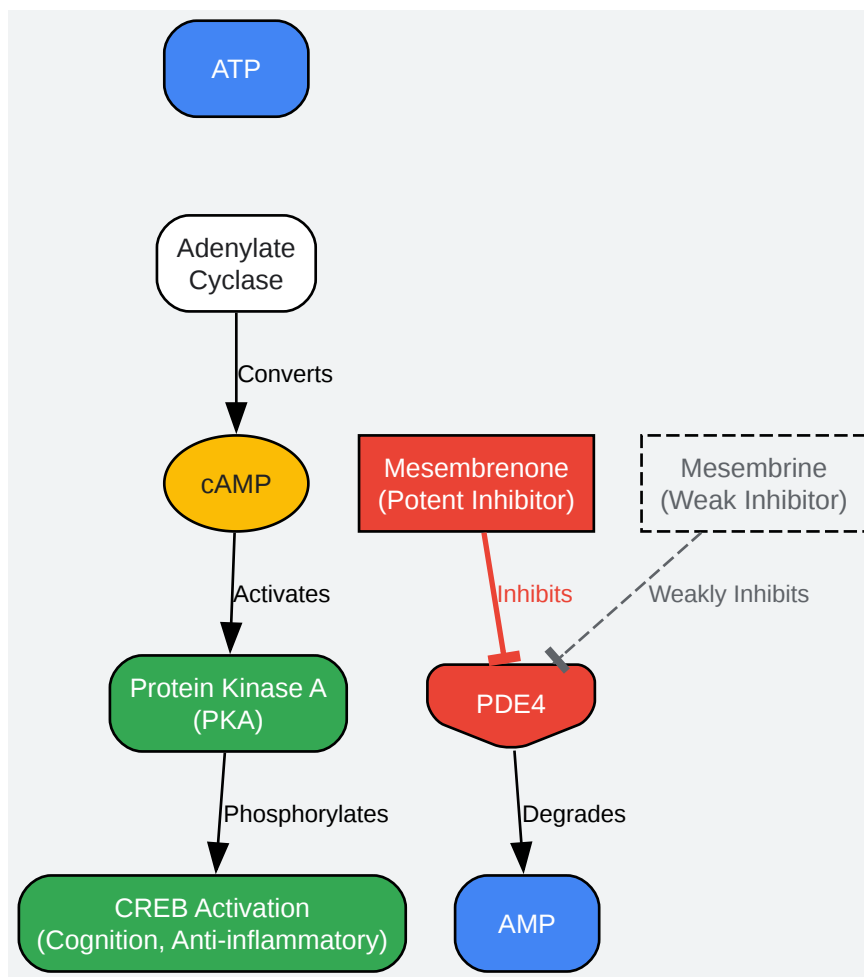 ATP
Adenylate
Cyclase
Converts
cAMP
Mesembrenone
(Potent Inhibitor)
Mesembrine
(Weak Inhibitor)
Activates
Inhibits
Weakly Inhibits
Protein Kinase A
(PKA)
PDE4
Phosphorylates
Degrades
CREB Activation
(Cognition, Anti-inflammatory)
AMP